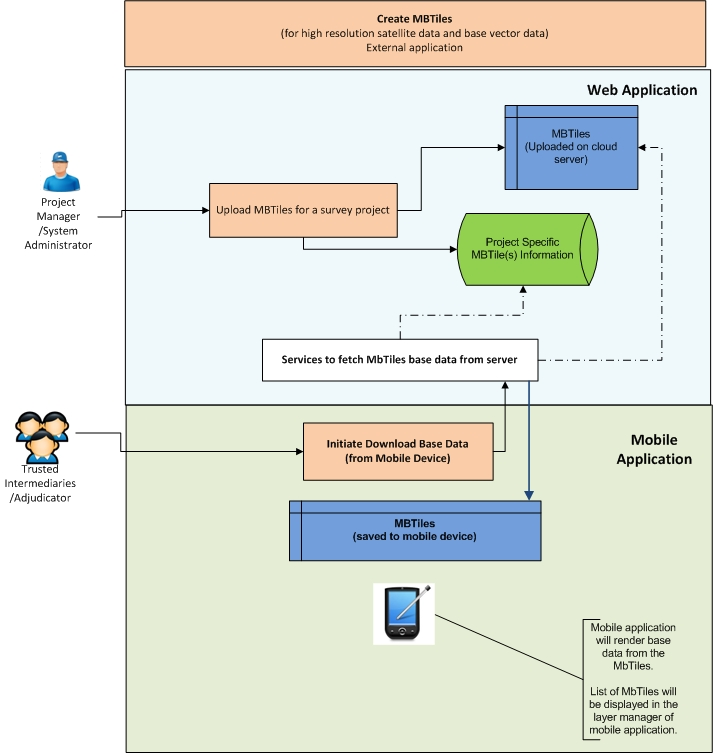 Create MBTiles
(for high resolution satellite data and base vector data)
External application
Web Application
MBTiles
(Uploaded on cloud
server)
Project
Manager
/System
Administrator
Upload MBTiles for a survey project
Project Specific
MBTile(s) Information
Services to fetch MbTiles base data from server
Trusted
Intermediaries
/Adjudicator
Initiate Download Base Data
(from Mobile Device)
Mobile
Application
MBTiles
(saved to mobile device)
Mobile application
will render base
data from the
MbTiles.
List of MbTiles will
be displayed in the
layer manager of
mobile application.